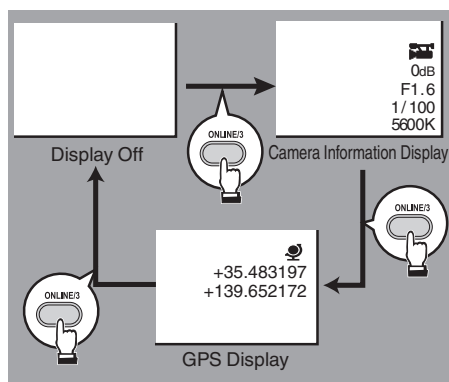 0dB
F1.6
1/100
5600K
ONLINE/3
Display Off
Camera Information Display
ONLINE/3
+35.483197
+139.652172
ONLINE/3
GPS Display